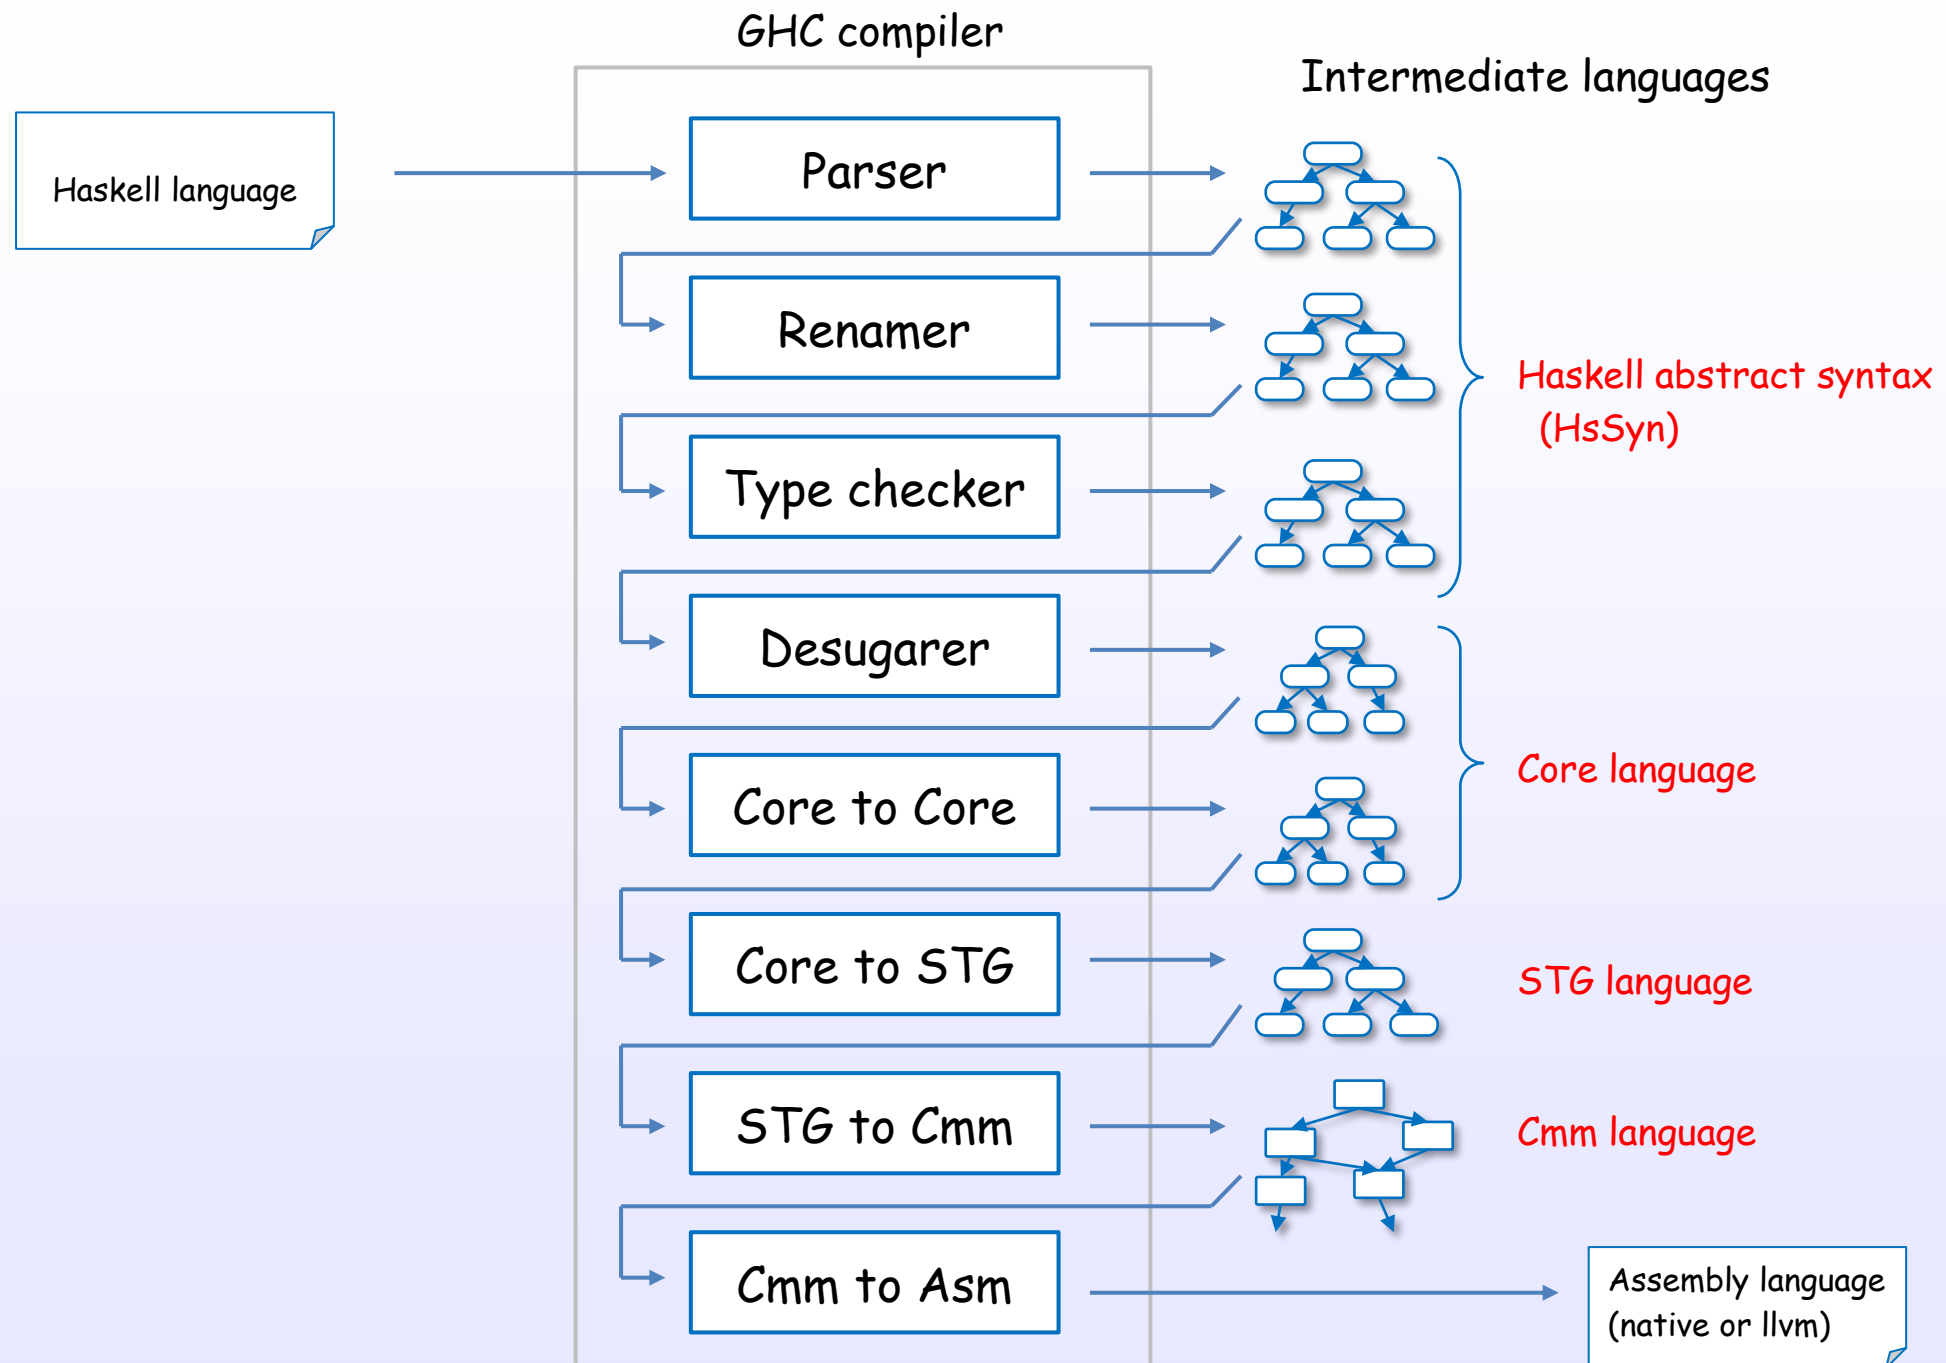 GHC compiler
Intermediate languages
Haskell language
Parser
Renamer
Haskell abstract syntax
(HsSyn)
Type checker
Desugarer
Core language
Core to Core
Core to STG
STG language
STG to Cmm
Cmm language
Cmm to Asm
Assembly language
(native or llvm)